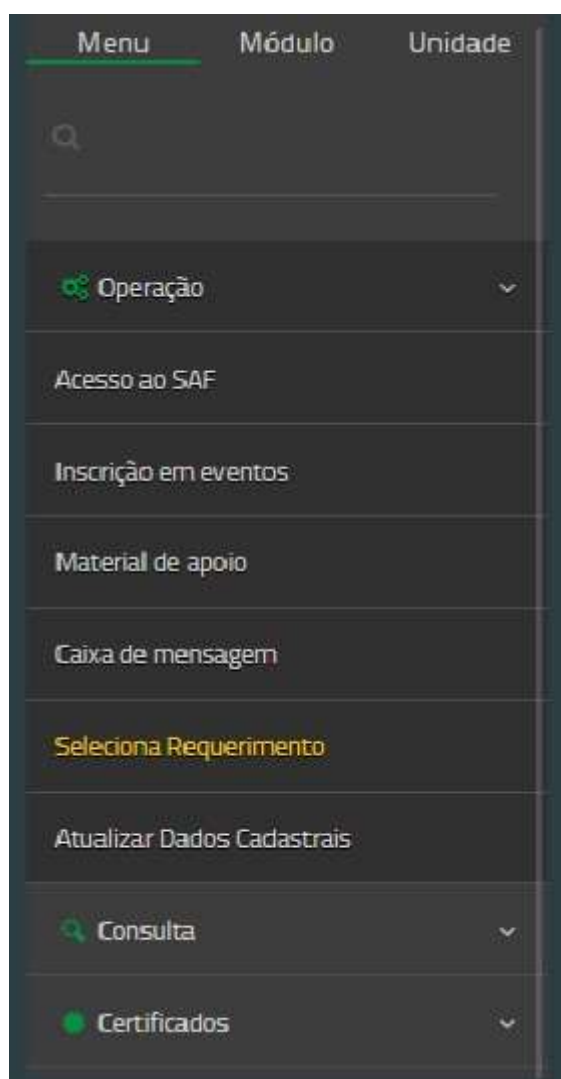 Menu Módulo Unidade
Operação
Acesso ao SAF
Inscrição em eventos
Material de apoio
Caixa de mensagem
Seleciona Requerimento
Atualizar Dados Cadastrais
Consulta
Certificados